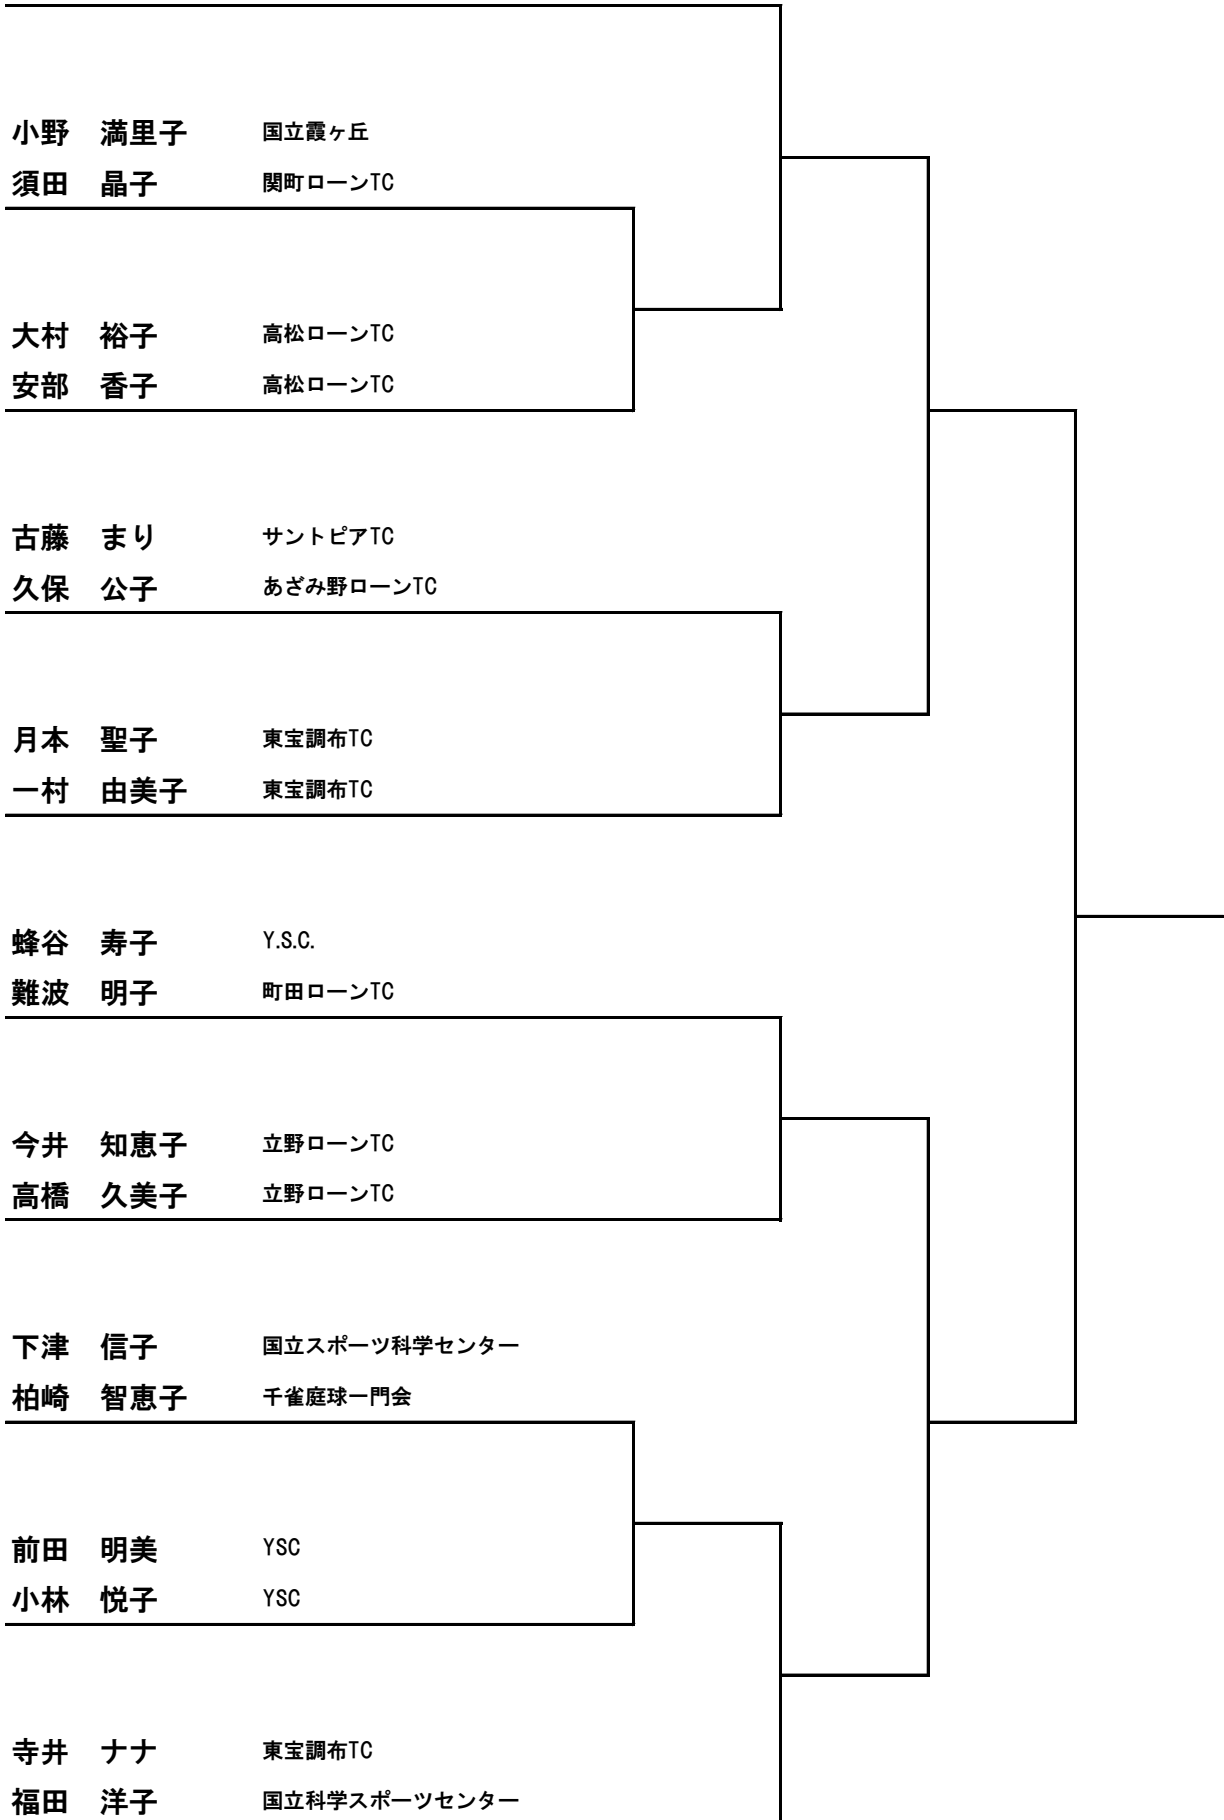 小野 満里子 国立霞ヶ丘
須田 晶子 関町ローンTC
大村 裕子 高松ローンTC
安部 香子 高松ローンTC
古藤 まり サントピアTC
久保 公子 あざみ野ローンTC
月本 聖子 東宝調布TC
一村 由美子 東宝調布TC
蜂谷 寿子 Y.S.C.
難波 明子 町田ローンTC
今井 知恵子 立野ローンTC
高橋 久美子 立野ローンTC
下津 信子 国立スポーツ科学センター
柏崎 智恵子 千雀庭球一門会
前田 明美 YSC
小林 悦子 YSC
寺井 ナナ 東宝調布TC
福田 洋子 国立科学スポーツセンター